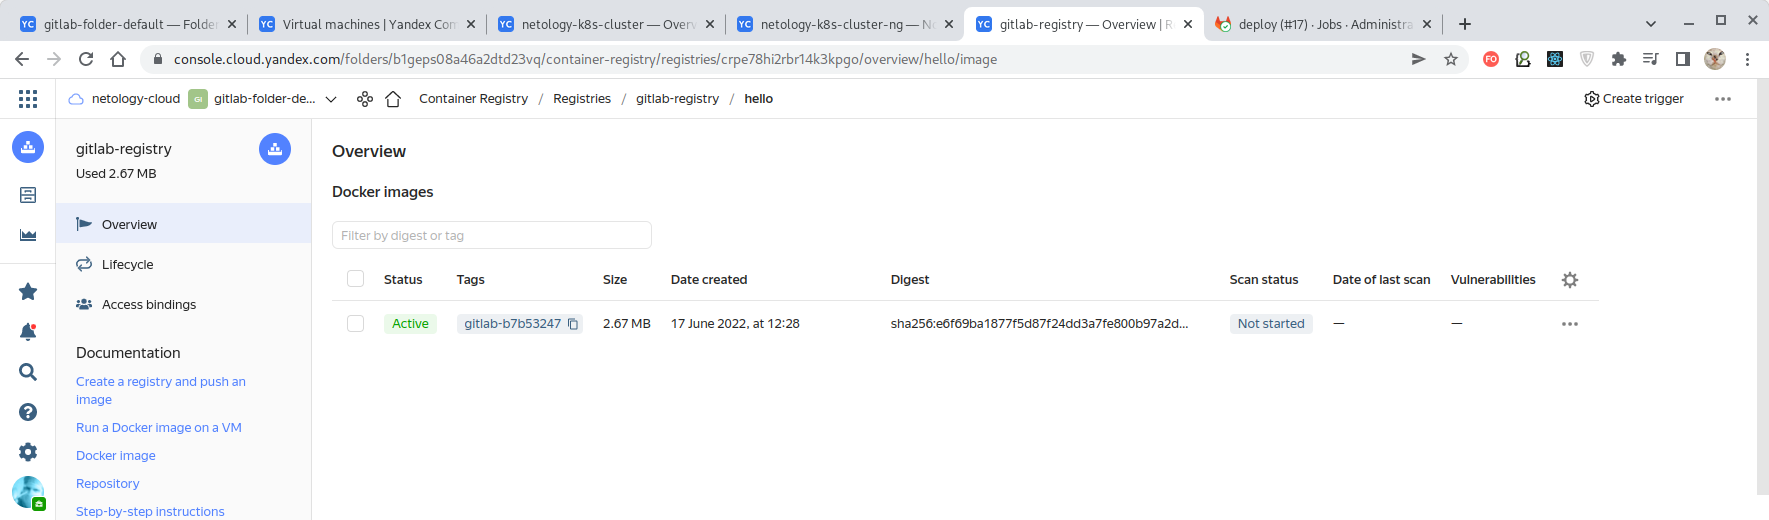 YC gitlab-folder-default — Folde
YC Virtual machines | Yandex Com
YC netology-k8s-cluster — Overv
YC netology-k8s-cluster-ng — No
YC gitlab-registry — Overview | R
deploy (#17) · Jobs · Administra
console.cloud.yandex.com/folders/b1geps08a46a2dtd23vq/container-registry/registries/crpe78hi2rbr14k3kpgo/overview/hello/image
FO
netology-cloud GI gitlab-folder-de... Container Registry / Registries / gitlab-registry / hello Create trigger
gitlab-registry
Used 2.67 MB
Overview
Lifecycle
Access bindings
Documentation
Create a registry and push an
image
Run a Docker image on a VM
Docker image
Repository
Step-by-step instructions
Overview
Docker images
Filter by digest or tag
Status Tags Size Date created Digest Scan status Date of last scan Vulnerabilities
Active gitlab-b7b53247 2.67 MB 17 June 2022, at 12:28 sha256:e6f69ba1877f5d87f24dd3a7fe800b97a2d... Not started — —